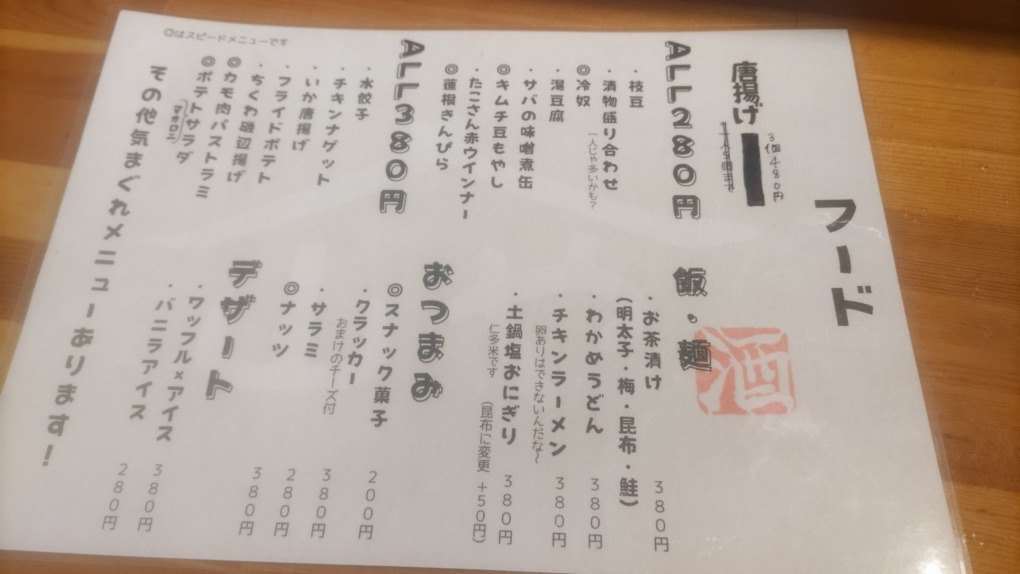 フード
唐揚げ
3個480円
ALL280円
・枝豆
・漬物盛り合わせ
一人じゃ多いかも?
◎冷奴
・湯豆腐
・サバの味噌煮缶
◎キムチ豆もやし
・たこさん赤ウインナー
◎蓮根きんぴら
ALL380円
・水餃子
・チキンナゲット
・いか唐揚げ
・フライドポテト
・ちくわ磯辺揚げ
◎カモ肉パストラミ
◎ポテトサラダ
マカロニ
その他気まぐれメニューあります!
◎はスピードメニューです
飯・麺
・お茶漬け 380円
(明太子・梅・昆布・鮭)
・わかめうどん 380円
・チキンラーメン 380円
卵ありはできないんだな~
・土鍋塩おにぎり 380円
仁多米です (昆布に変更 +50円)
おつまみ
◎スナック菓子 200円
・クラッカー
おまけのチーズ付
・サラミ 380円
◎ナッツ 280円
デザート 380円
・ワッフル×アイス 380円
・バニラアイス 280円